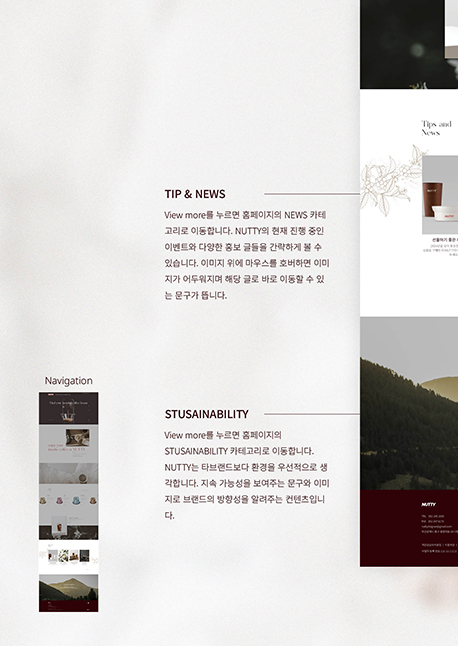 Tips and
News
TIP & NEWS
View more를 누르면 홈페이지의 NEWS 카테
고리로 이동합니다. NUTTY의 현재 진행 중인
이벤트와 다양한 홍보 글들을 간략하게 볼 수
있습니다. 이미지 위에 마우스를 호버하면 이미
지가 어두워지며 해당 글로 바로 이동할 수 있
는 문구가 뜹니다.
Navigation
STUSAINABILITY
View more를 누르면 홈페이지의
STUSAINABILITY 카테고리로 이동합니다.
NUTTY는 타브랜드보다 환경을 우선적으로 생
각합니다. 지속 가능성을 보여주는 문구와 이미
지로 브랜드의 방향성을 알려주는 컨텐츠입니
다.
NUTTY